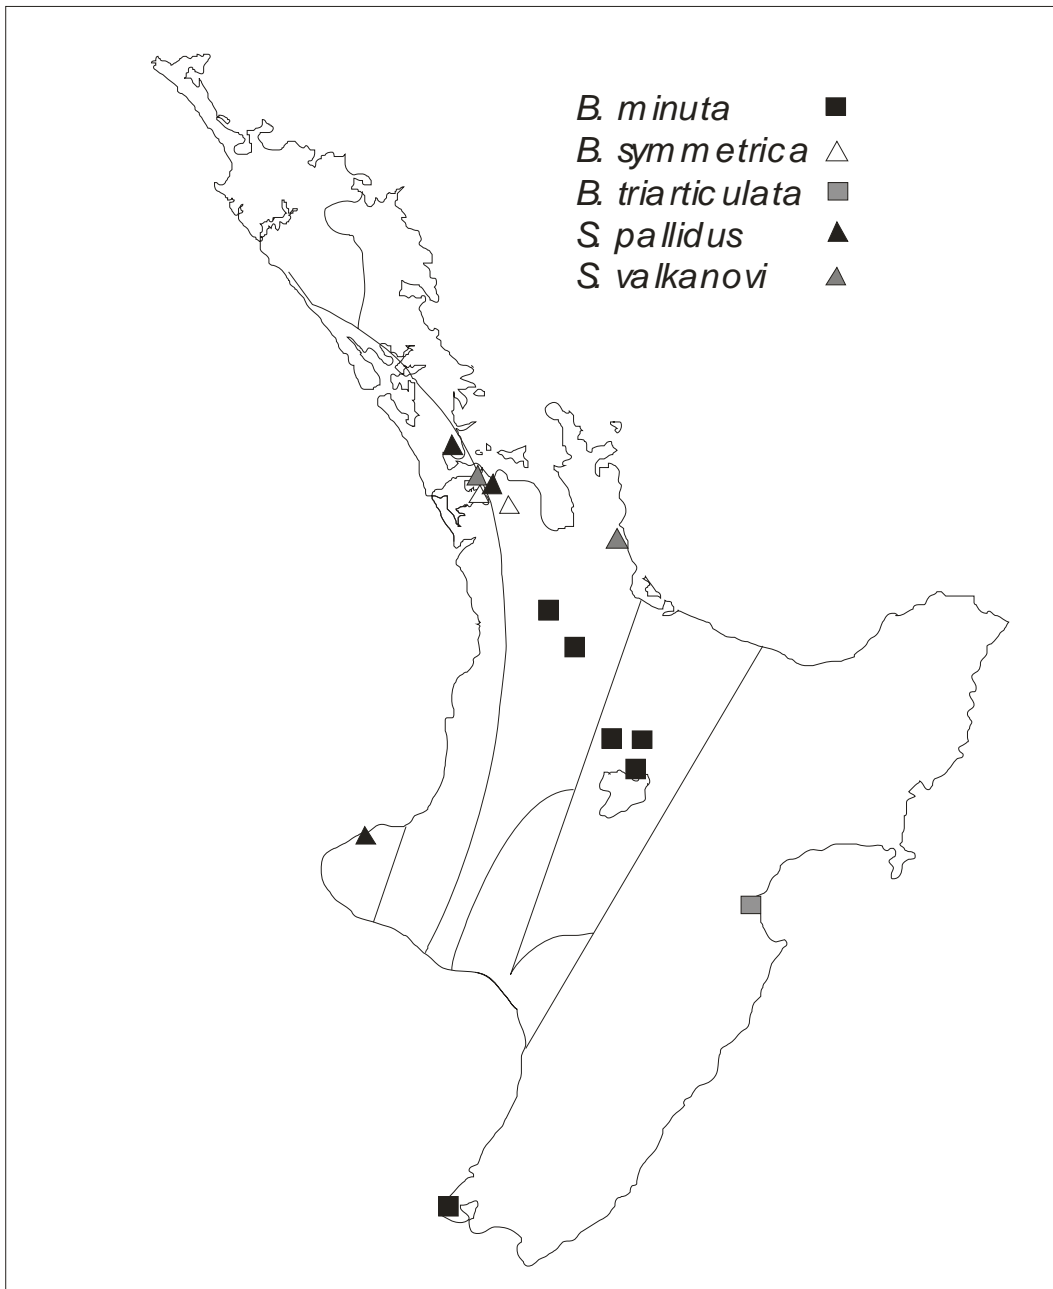 B. minuta
B. symmetrica
B. triarticulata
S. pallidus
S. valkanovi